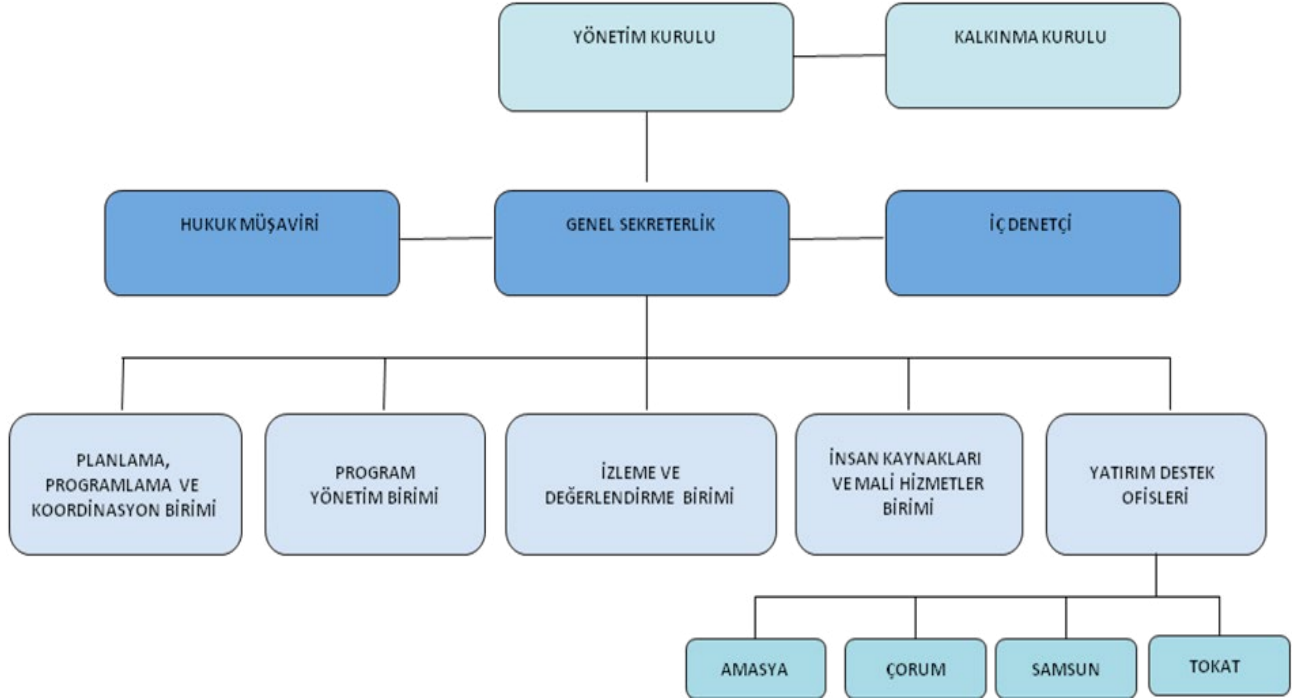 YÖNETİM KURULU
KALKINMA KURULU
HUKUK MÜŞAVİRİ
GENEL SEKRETERLİK
İÇ DENETÇİ
PLANLAMA,
PROGRAMLAMA VE
KOORDİNASYON BİRİMİ
PROGRAM
YÖNETİM BİRİMİ
İZLEME VE
DEĞERLENDİRME BİRİMİ
İNSAN KAYNAKLARI
VE MALİ HİZMETLER
BİRİMİ
YATIRIM DESTEK
OFİSLERİ
AMASYA
ÇORUM
SAMSUN
TOKAT